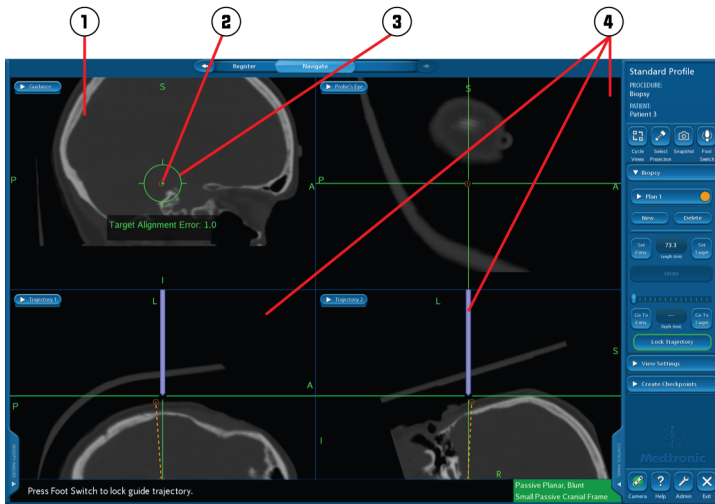 1 2 3 4
Register Navigate
Guidance
S
P
A
Target Alignment Error: 1.0
I
Probe's Eye
S
P
A
Trajectory 1
L
A
P
Trajectory 2
L
S
I
R
Press Foot Switch to lock guide trajectory.
Passive Planar, Blunt
Small Passive Cranial Frame
CONTROL PANEL
Standard Profile
PROCEDURE:
Biopsy
PATIENT:
Patient 3
Cycle Views
Select Projection
Snapshot
Foot Switch
Biopsy
Plan 1
New... Delete
Set Entry
73.3
Length (mm)
Set Target
Undo
Go To Entry
---
Depth (mm)
Go To Target
Lock Trajectory
View Settings
Create Checkpoints
Medtronic
Camera Help Admin Exit